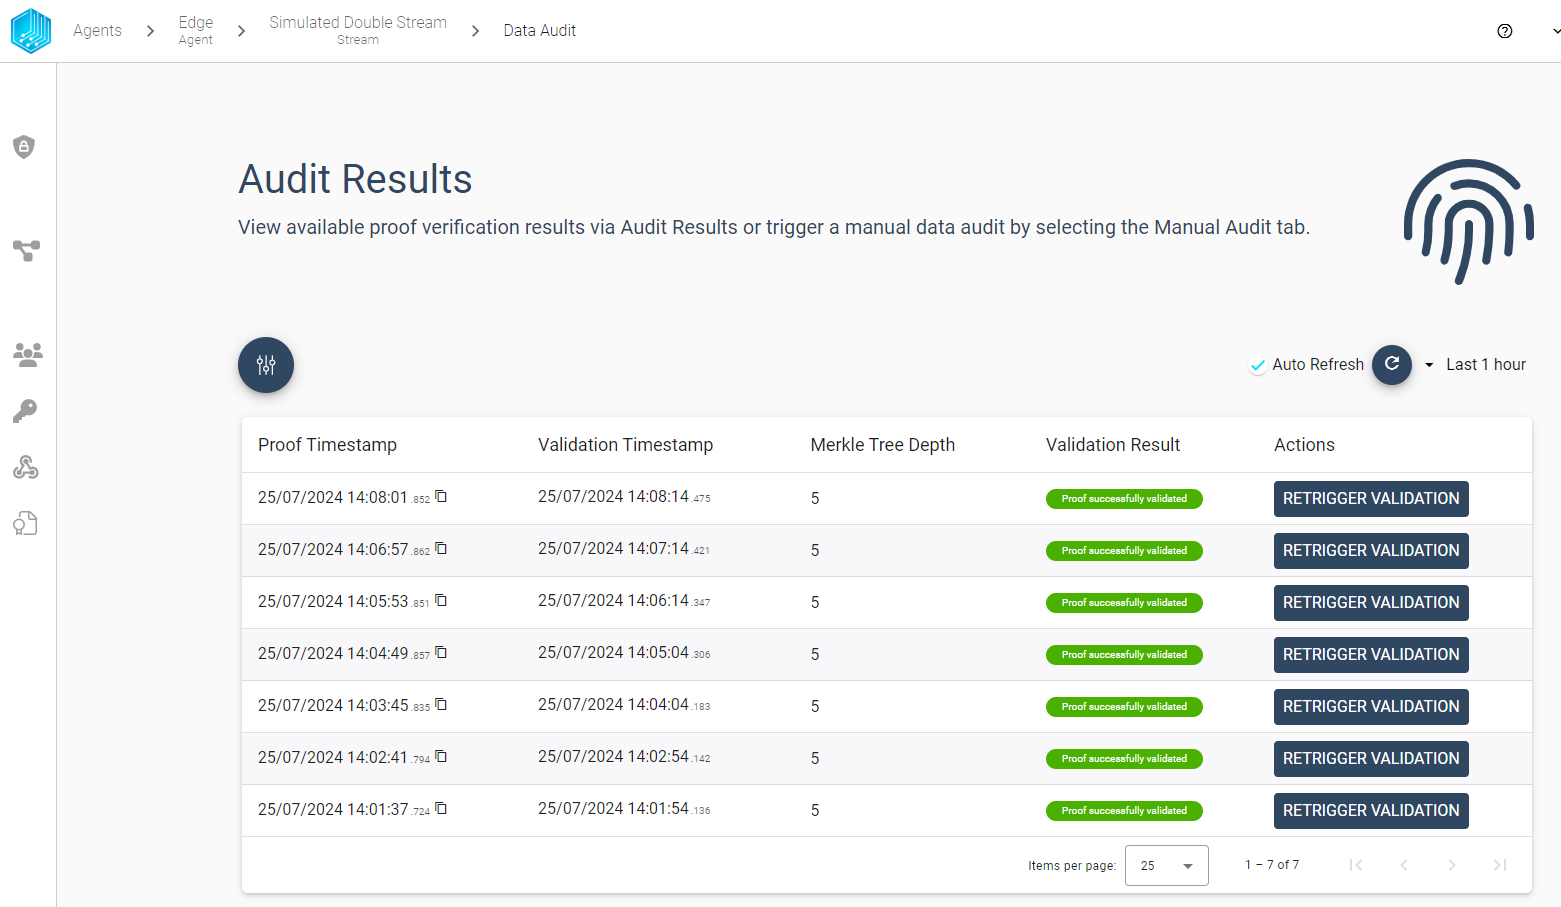 Agents
Edge
Agent
Simulated Double Stream
Stream
Data Audit
Audit Results
View available proof verification results via Audit Results or trigger a manual data audit by selecting the Manual Audit tab.
Auto Refresh
Last 1 hour
Proof Timestamp Validation Timestamp Merkle Tree Depth Validation Result Actions
25/07/2024 14:08:01 .852 25/07/2024 14:08:14 .475 5 Proof successfully validated RETRIGGER VALIDATION
25/07/2024 14:06:57 .862 25/07/2024 14:07:14 .421 5 Proof successfully validated RETRIGGER VALIDATION
25/07/2024 14:05:53 .851 25/07/2024 14:06:14 .347 5 Proof successfully validated RETRIGGER VALIDATION
25/07/2024 14:04:49 .857 25/07/2024 14:05:04 .306 5 Proof successfully validated RETRIGGER VALIDATION
25/07/2024 14:03:45 .835 25/07/2024 14:04:04 .183 5 Proof successfully validated RETRIGGER VALIDATION
25/07/2024 14:02:41 .794 25/07/2024 14:02:54 .142 5 Proof successfully validated RETRIGGER VALIDATION
25/07/2024 14:01:37 .724 25/07/2024 14:01:54 .136 5 Proof successfully validated RETRIGGER VALIDATION
Items per page: 25 1 – 7 of 7